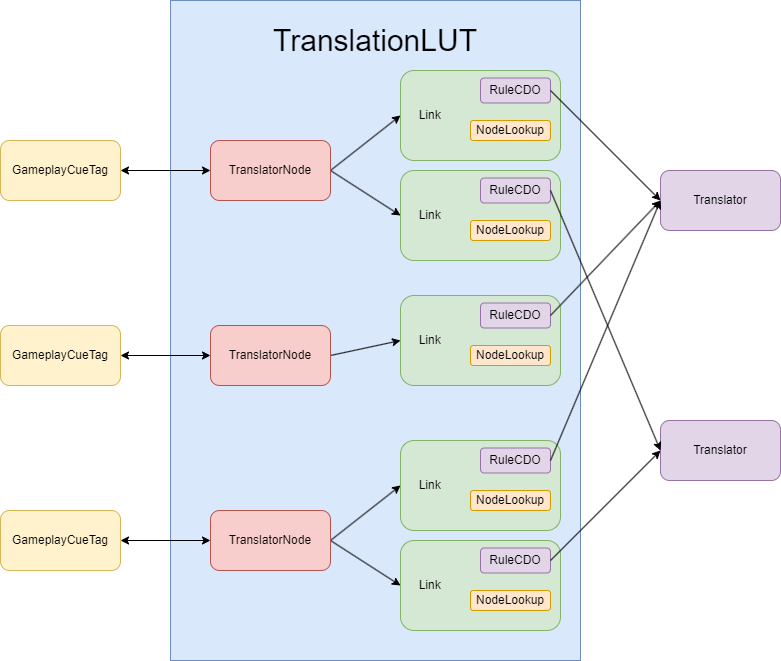 TranslationLUT
RuleCDO
Link
NodeLookup
GameplayCueTag
TranslatorNode
RuleCDO
Link
NodeLookup
Translator
RuleCDO
Link
NodeLookup
GameplayCueTag
TranslatorNode
RuleCDO
Link
NodeLookup
Translator
GameplayCueTag
TranslatorNode
RuleCDO
Link
NodeLookup